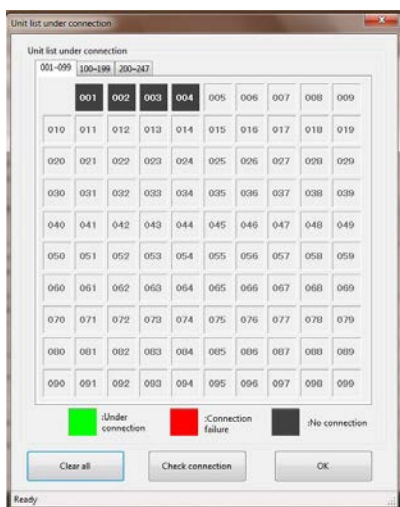 Unit list under connection
Unit list under connection
001-099 100-199 200-247
001 002 003 004 005 006 007 008 009
010 011 012 013 014 015 016 017 018 019
020 021 022 023 024 025 026 027 028 029
030 031 032 033 034 035 036 037 038 039
040 041 042 043 044 045 046 047 048 049
050 051 052 053 054 055 056 057 058 059
060 061 062 063 064 065 066 067 068 069
070 071 072 073 074 075 076 077 078 079
080 081 082 083 084 085 086 087 088 089
090 091 092 093 094 095 096 097 098 099
:Under connection
:Connection failure
:No connection
Clear all Check connection OK
Ready